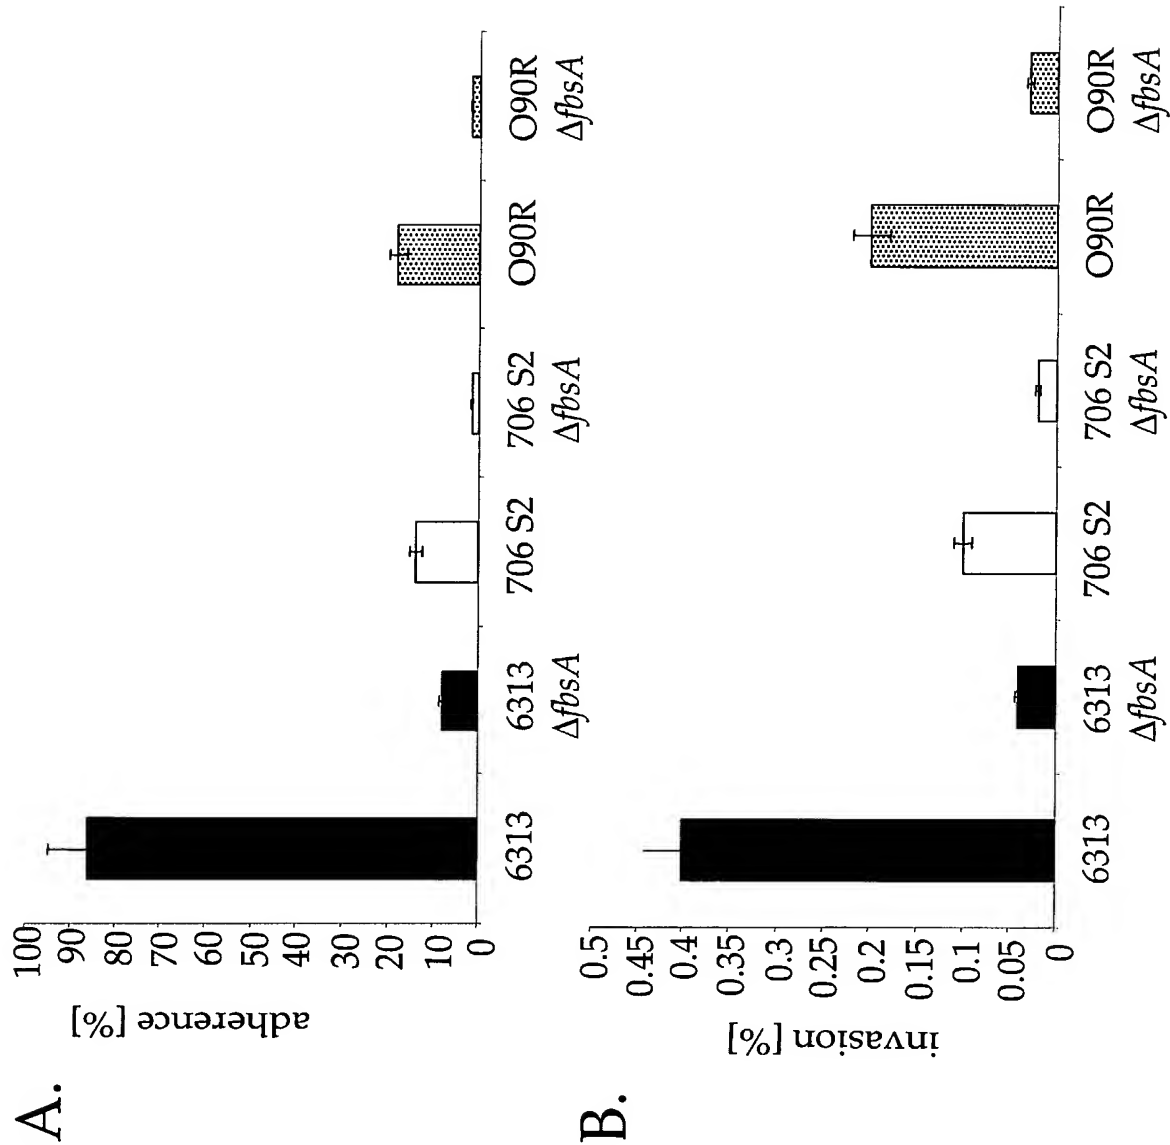 A.
adherence [%]
100
90
80
70
60
50
40
30
20
10
0
6313
6313
ΔfbsA
706 S2
706 S2
ΔfbsA
O90R
O90R
ΔfbsA
B.
invasion [%]
0.5
0.45
0.4
0.35
0.3
0.25
0.2
0.15
0.1
0.05
0
6313
6313
ΔfbsA
706 S2
706 S2
ΔfbsA
O90R
O90R
ΔfbsA